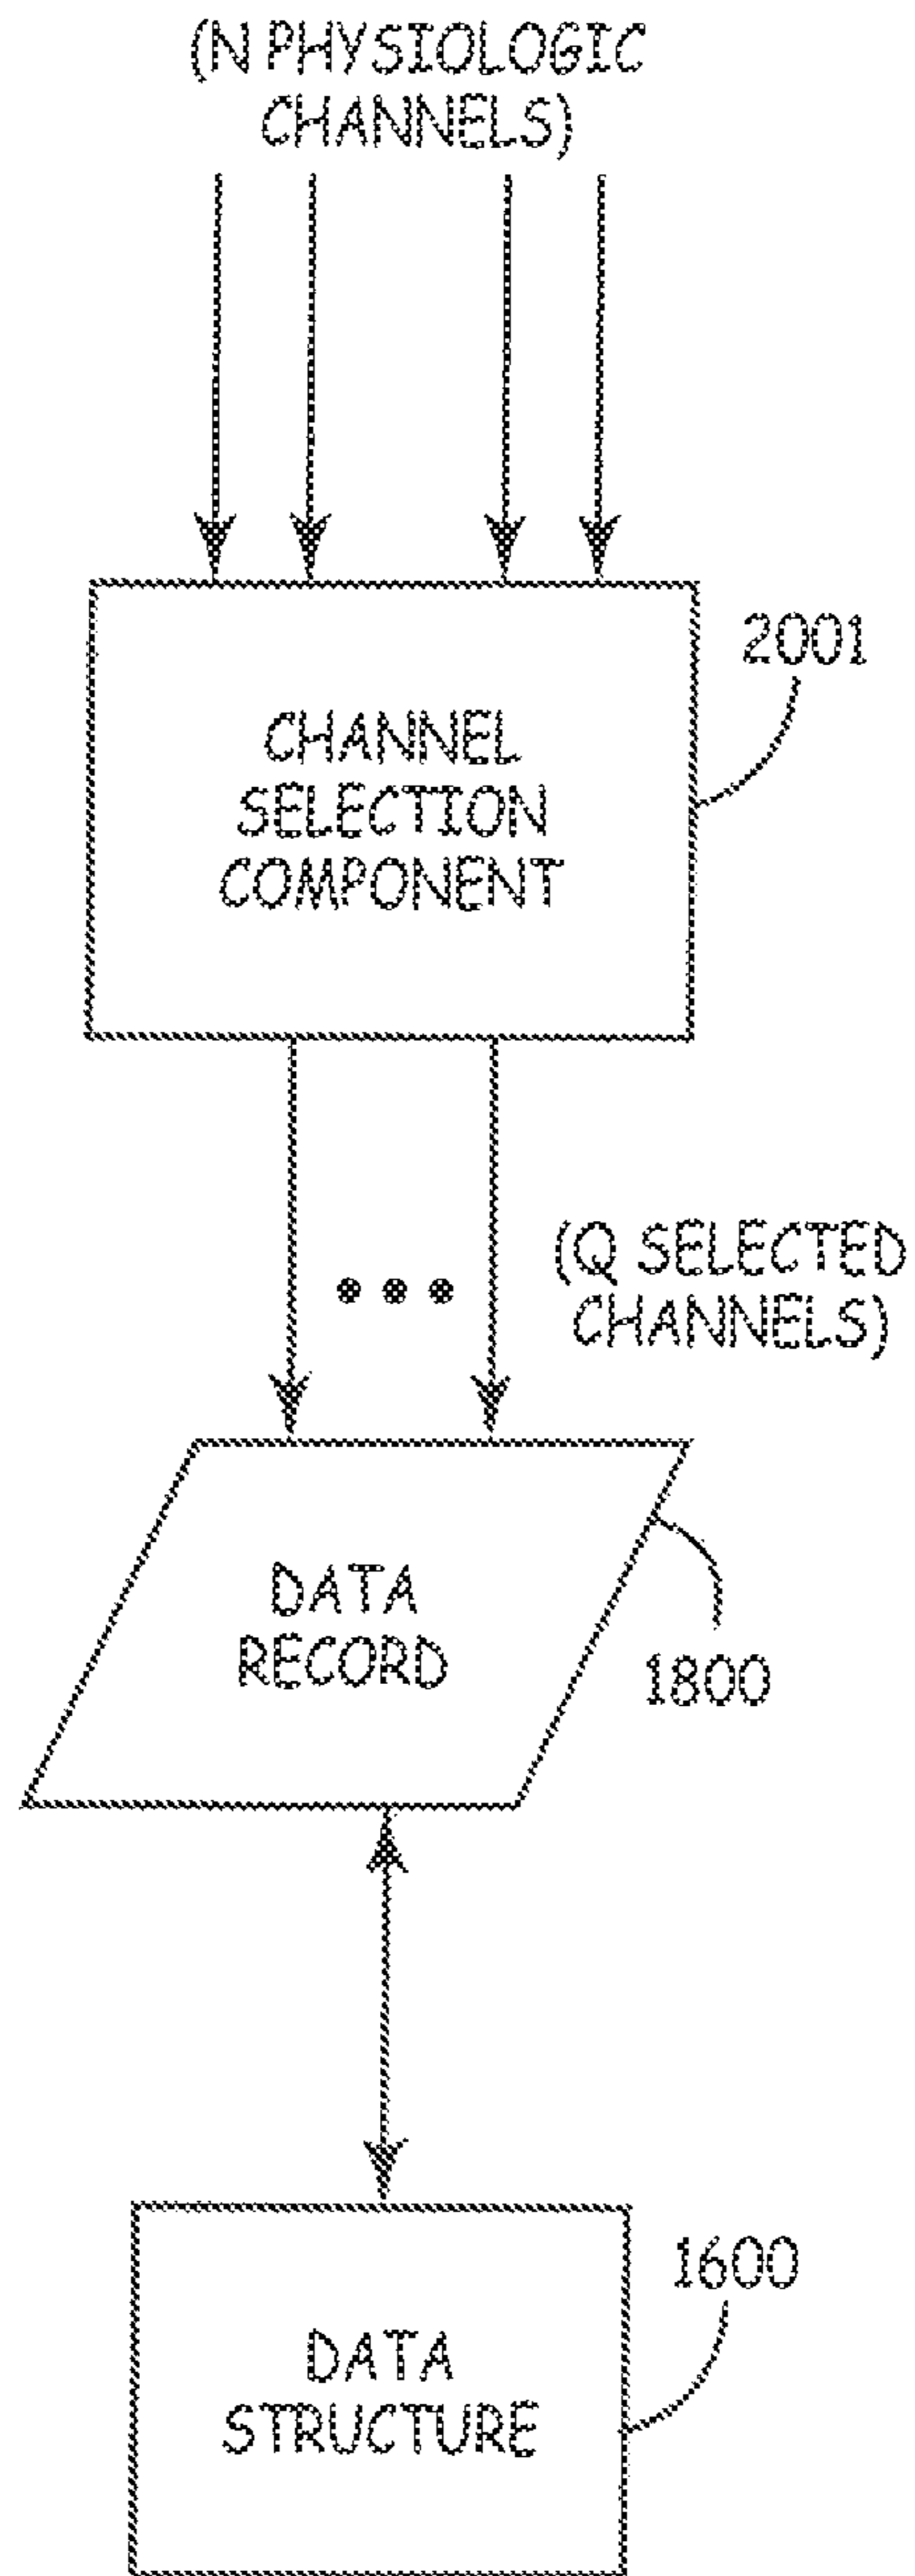 (N PHYSIOLOGIC
CHANNELS)
2001
CHANNEL
SELECTION
COMPONENT
(Q SELECTED
CHANNELS)
DATA
RECORD
1800
1600
DATA
STRUCTURE